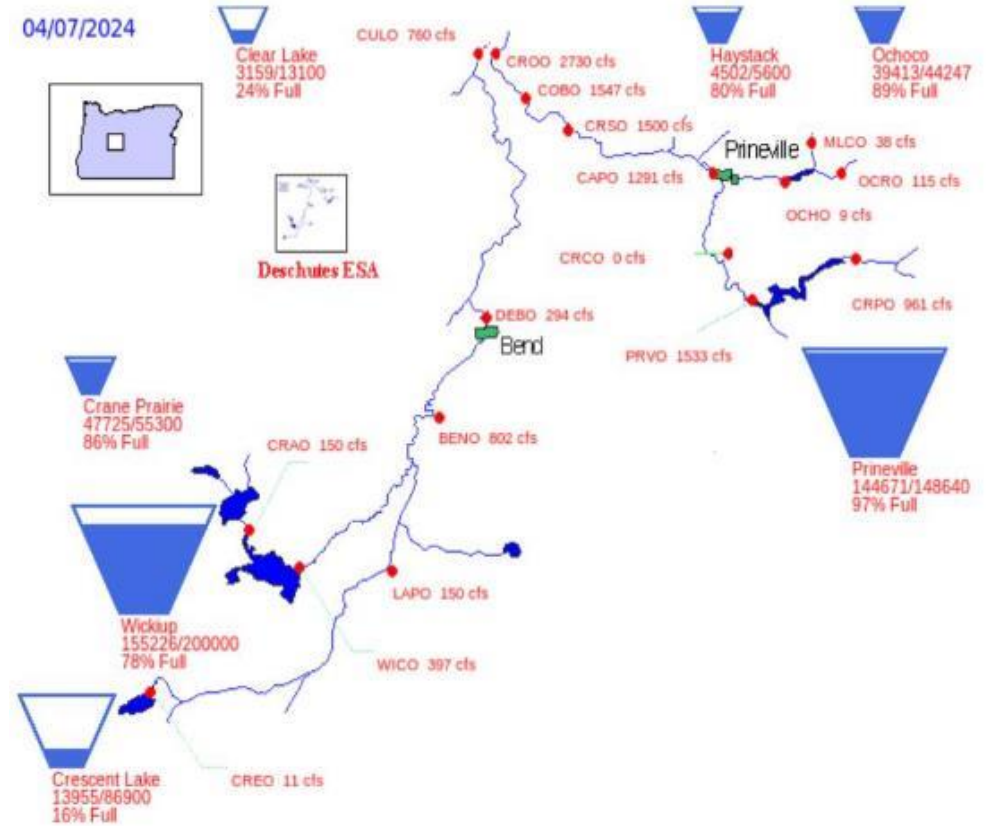 04/07/2024
Clear Lake
3159/13100
24% Full
CULO 760 cfs
CROO 2730 cfs
Haystack
4502/5600
80% Full
Ochoco
39413/44247
89% Full
COBO 1547 cfs
CRSO 1500 cfs
Prineville
MLCO 38 cfs
CAPO 1291 cfs
OCRO 115 cfs
OCHO 9 cfs
Deschutes ESA
CRCO 0 cfs
CRPO 961 cfs
DEBO 294 cfs
Bend
PRVO 1533 cfs
Crane Prairie
47725/55300
86% Full
CRAO 150 cfs
BENO 802 cfs
Prineville
144671/148640
97% Full
LAPO 150 cfs
Wickiup
155226/200000
78% Full
WICO 397 cfs
CREO 11 cfs
Crescent Lake
13955/86900
16% Full